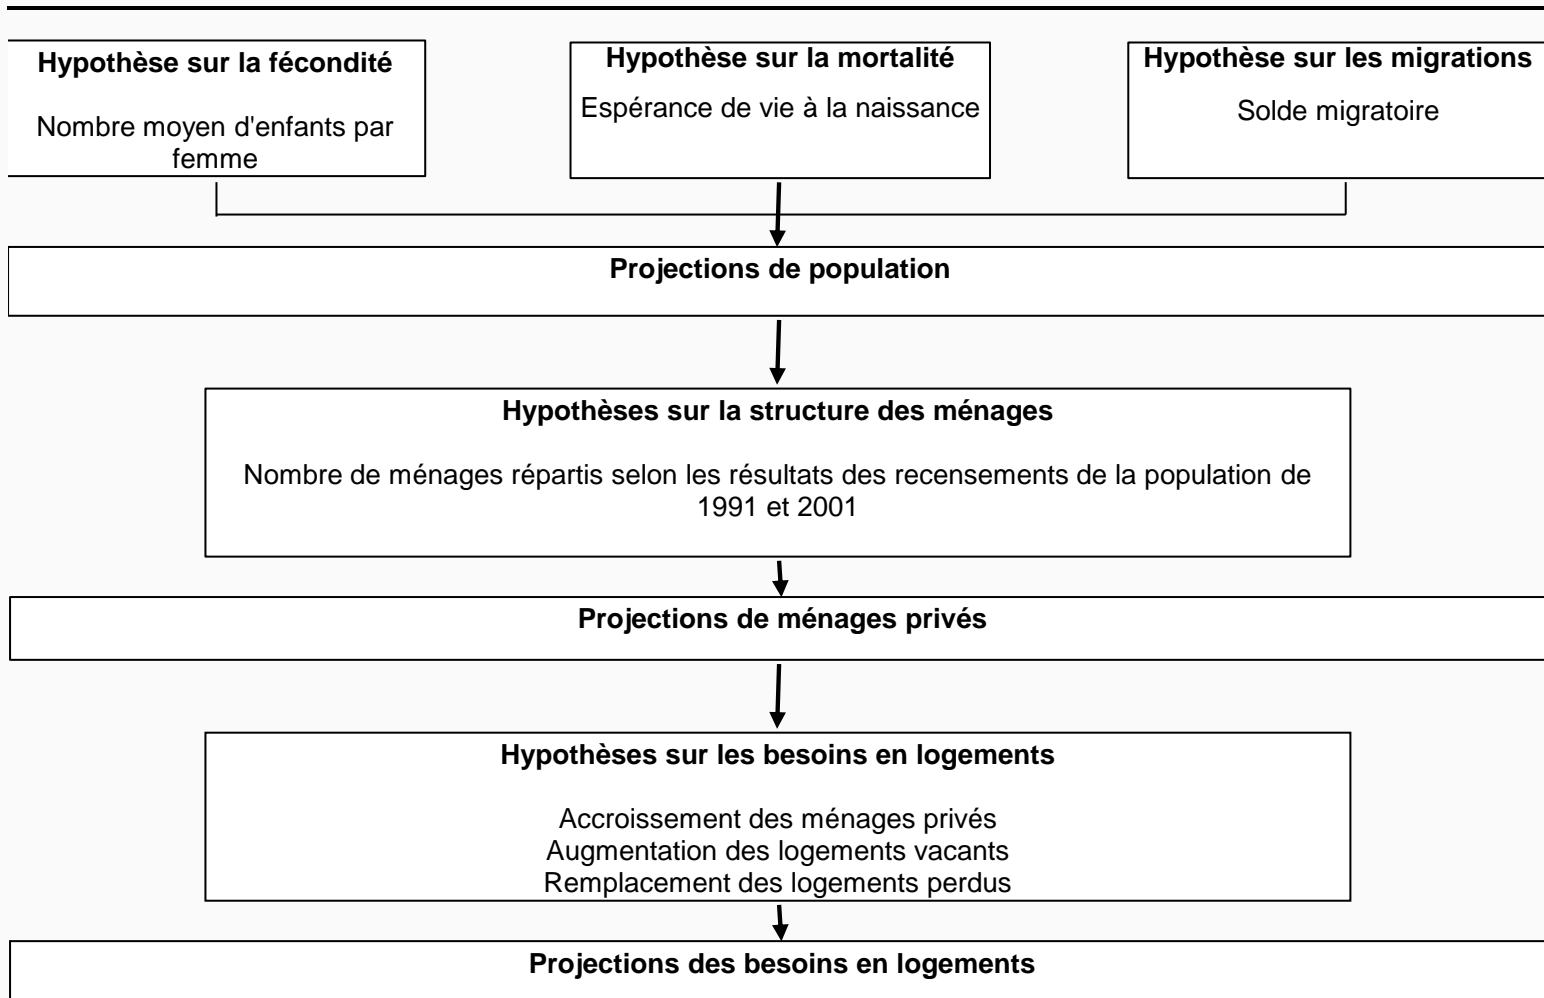 Hypothèse sur la fécondité
Nombre moyen d'enfants par
femme
Hypothèse sur la mortalité
Espérance de vie à la naissance
Hypothèse sur les migrations
Solde migratoire
Projections de population
Hypothèses sur la structure des ménages
Nombre de ménages répartis selon les résultats des recensements de la population de
1991 et 2001
Projections de ménages privés
Hypothèses sur les besoins en logements
Accroissement des ménages privés
Augmentation des logements vacants
Remplacement des logements perdus
Projections des besoins en logements